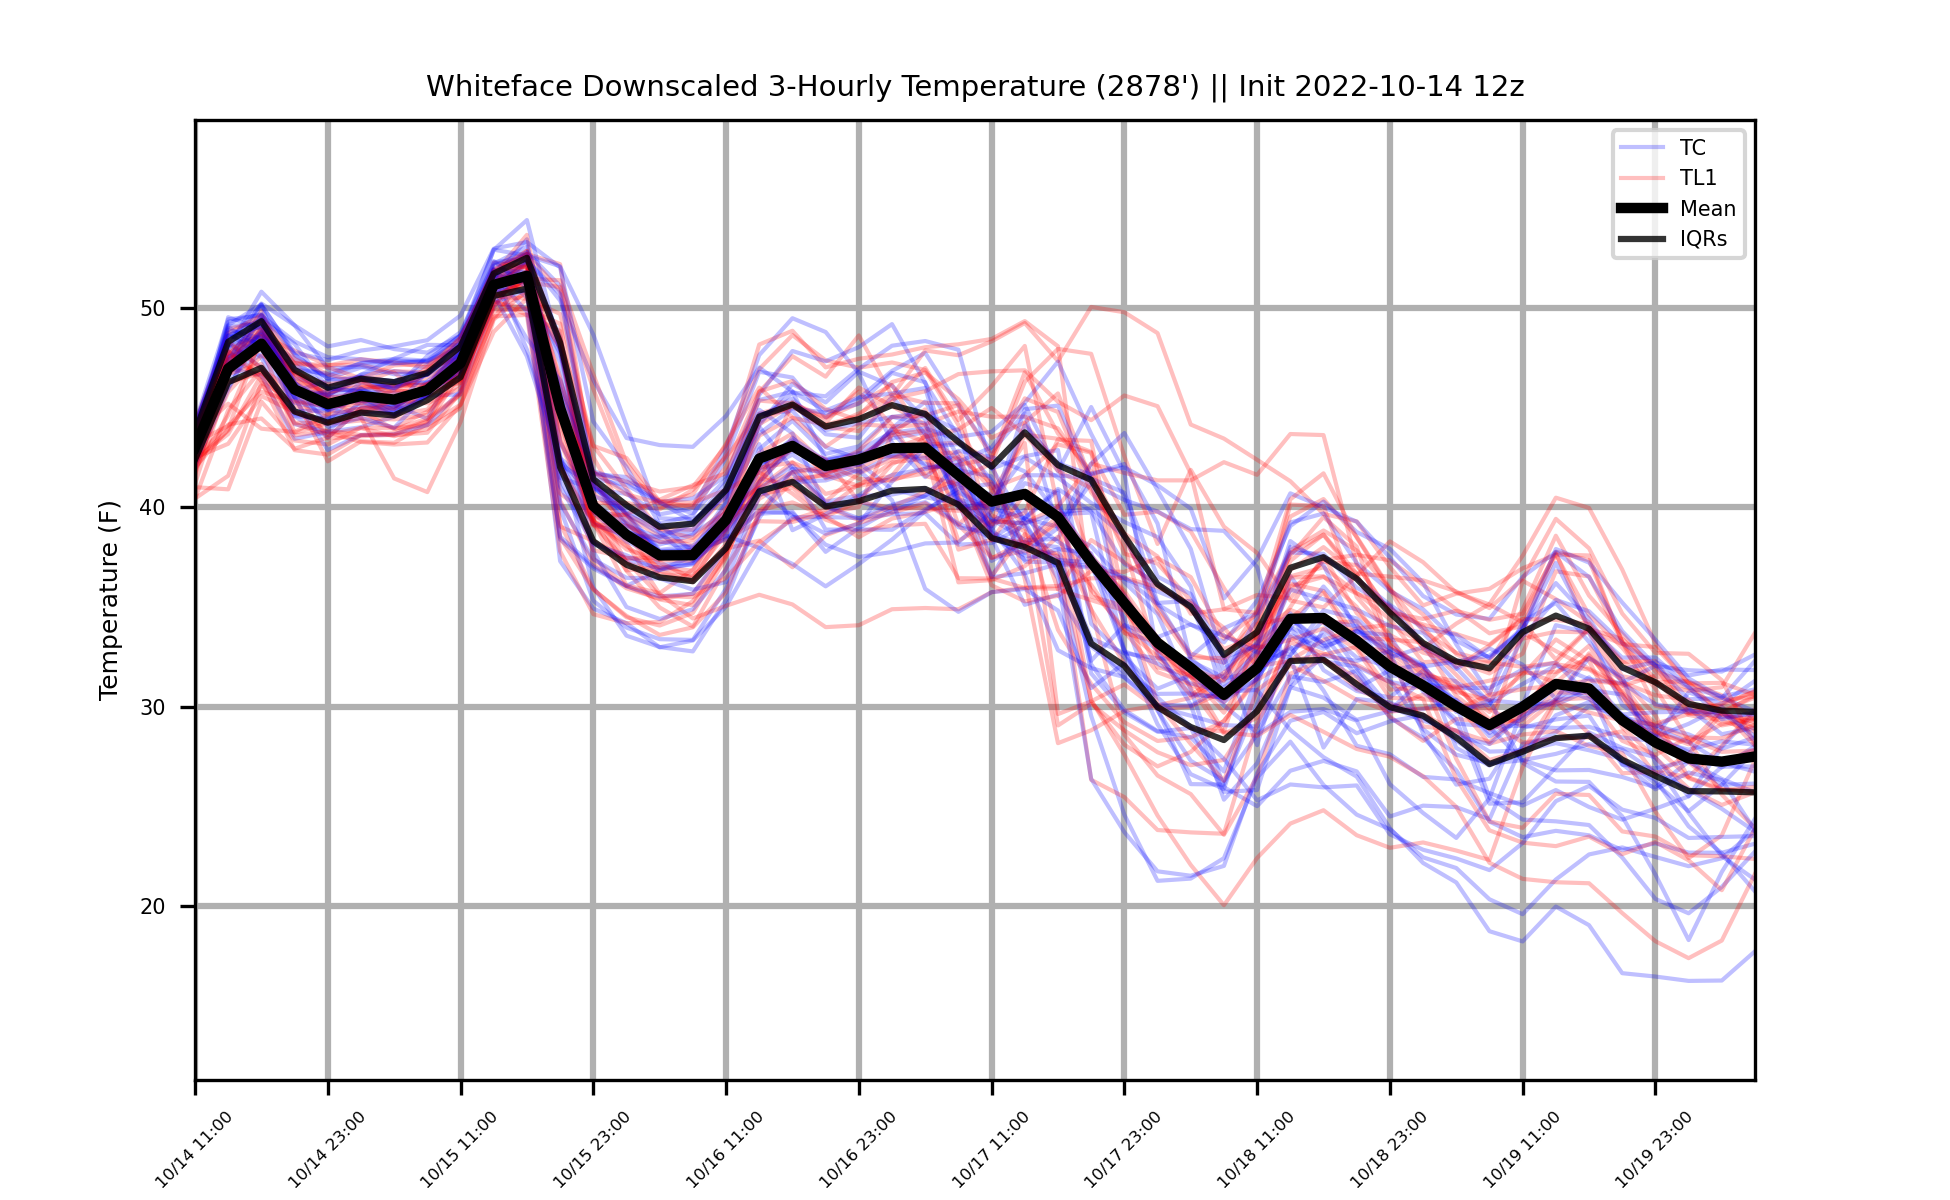 Whiteface Downscaled 3-Hourly Temperature (2878') || Init 2022-10-14 12z
TC
TL1
Mean
IQRs
Temperature (F)
50
40
30
20
10/14 11:00
10/14 23:00
10/15 11:00
10/15 23:00
10/16 11:00
10/16 23:00
10/17 11:00
10/17 23:00
10/18 11:00
10/18 23:00
10/19 11:00
10/19 23:00